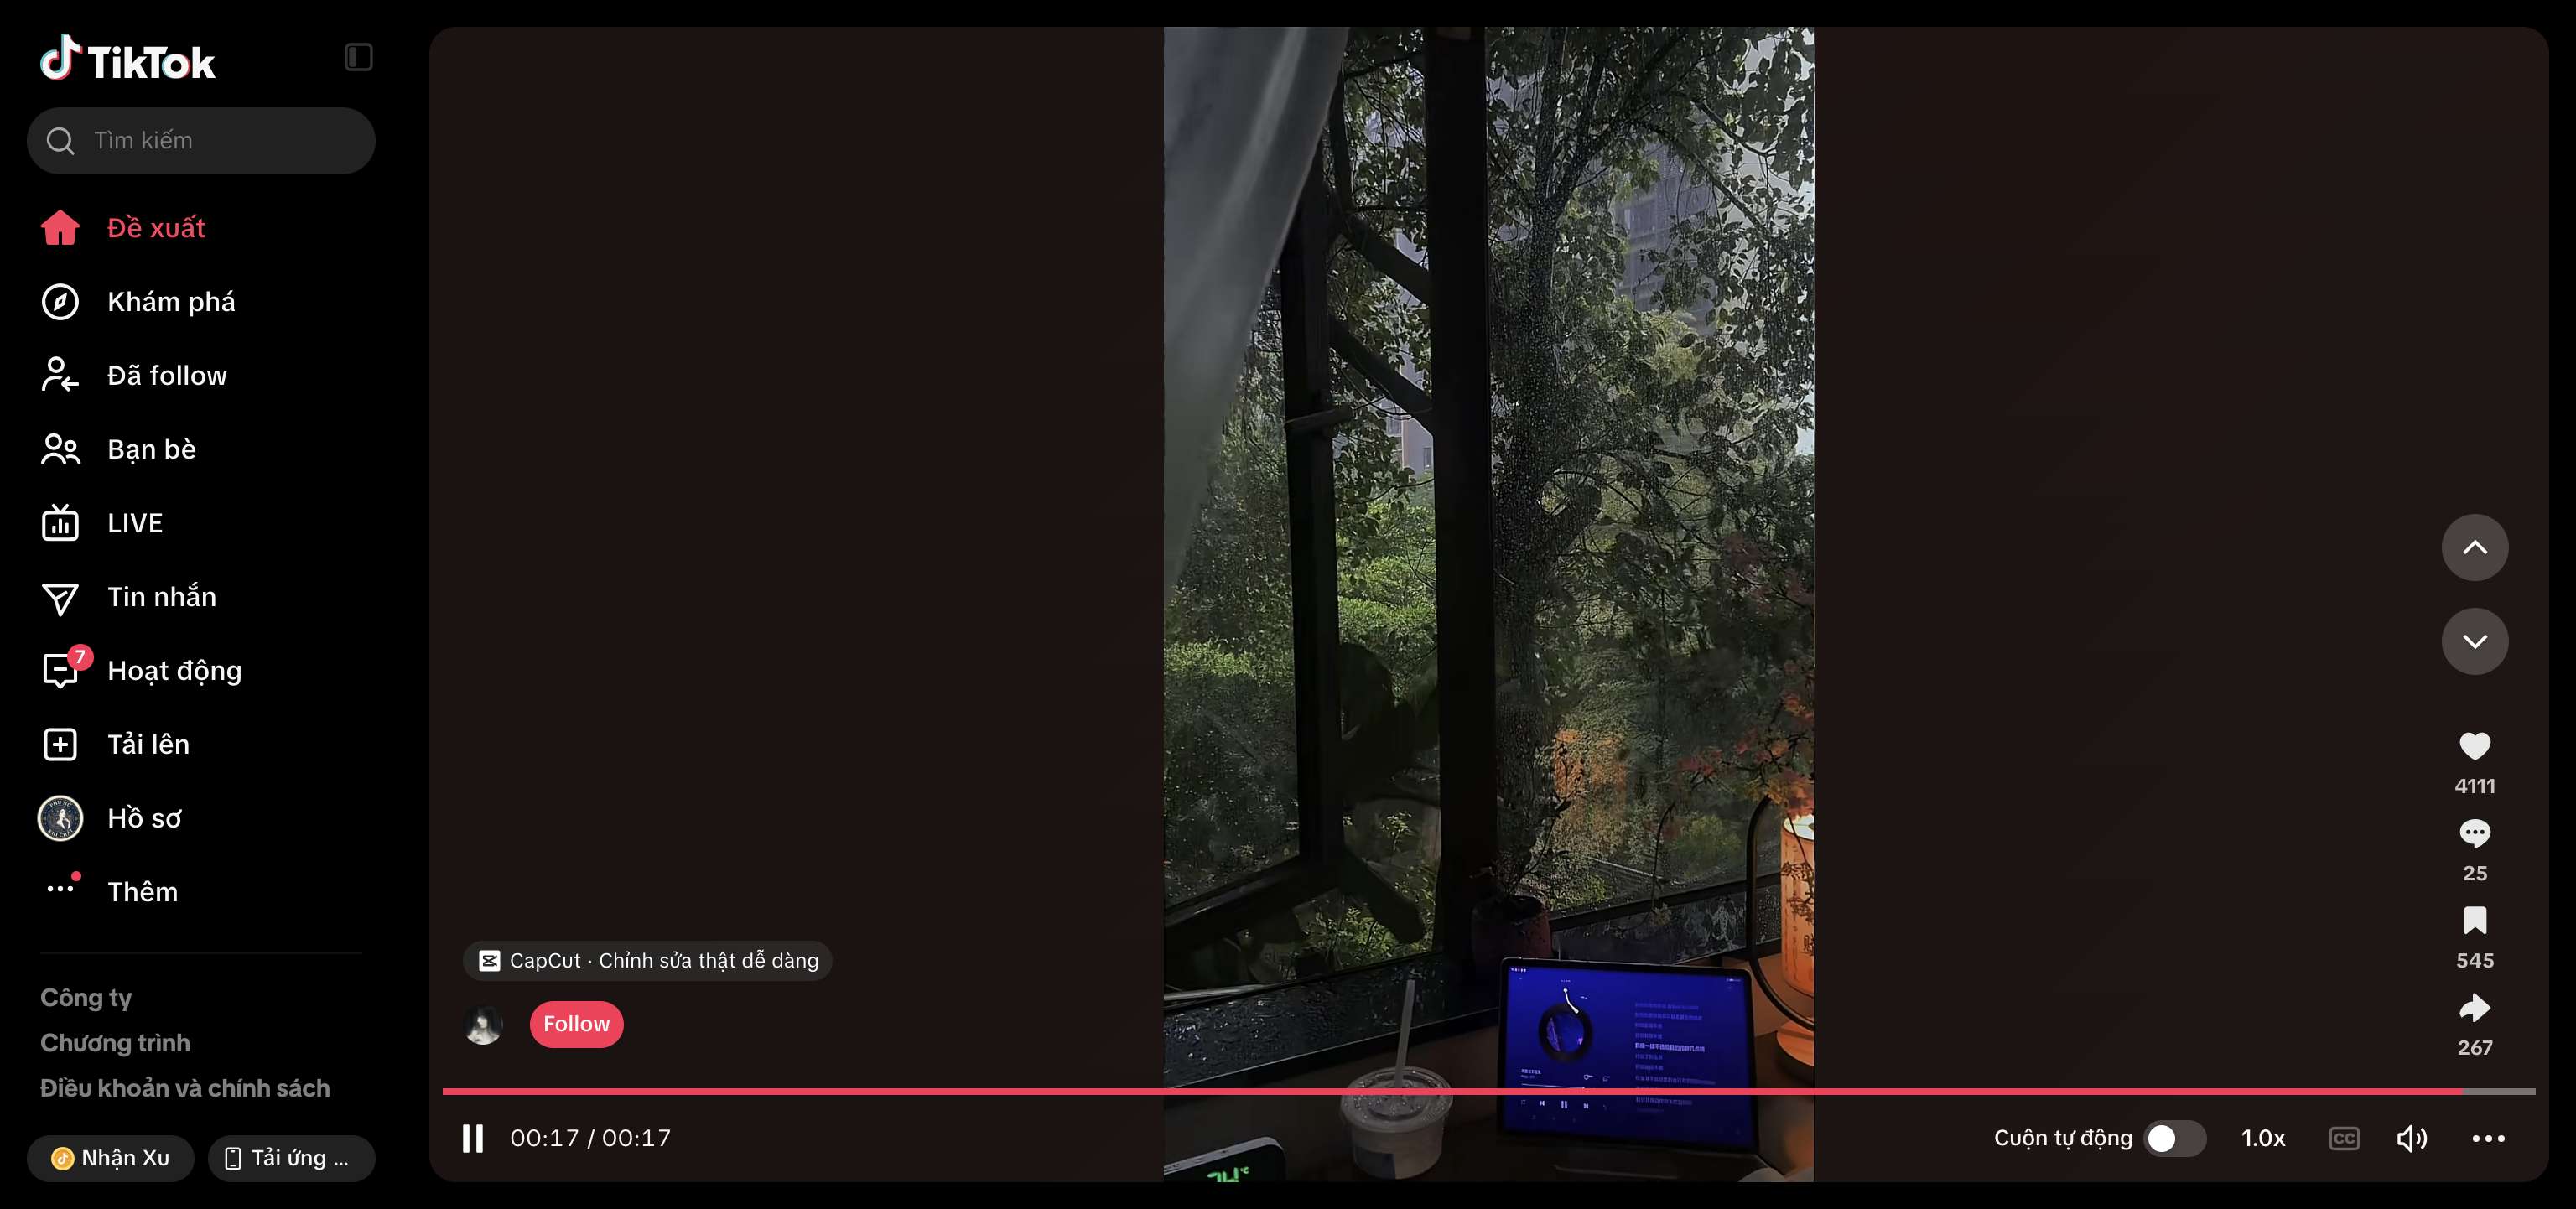 TikTok
Tìm kiếm
Đề xuất
Khám phá
Đã follow
Bạn bè
LIVE
Tin nhắn
7
Hoạt động
Tải lên
Hồ sơ
Thêm
Công ty
Chương trình
Điều khoản và chính sách
Nhận Xu
Tải ứng ...
CapCut · Chỉnh sửa thật dễ dàng
Follow
00:17 / 00:17
4111
25
545
267
Cuộn tự động
1.0x
CC